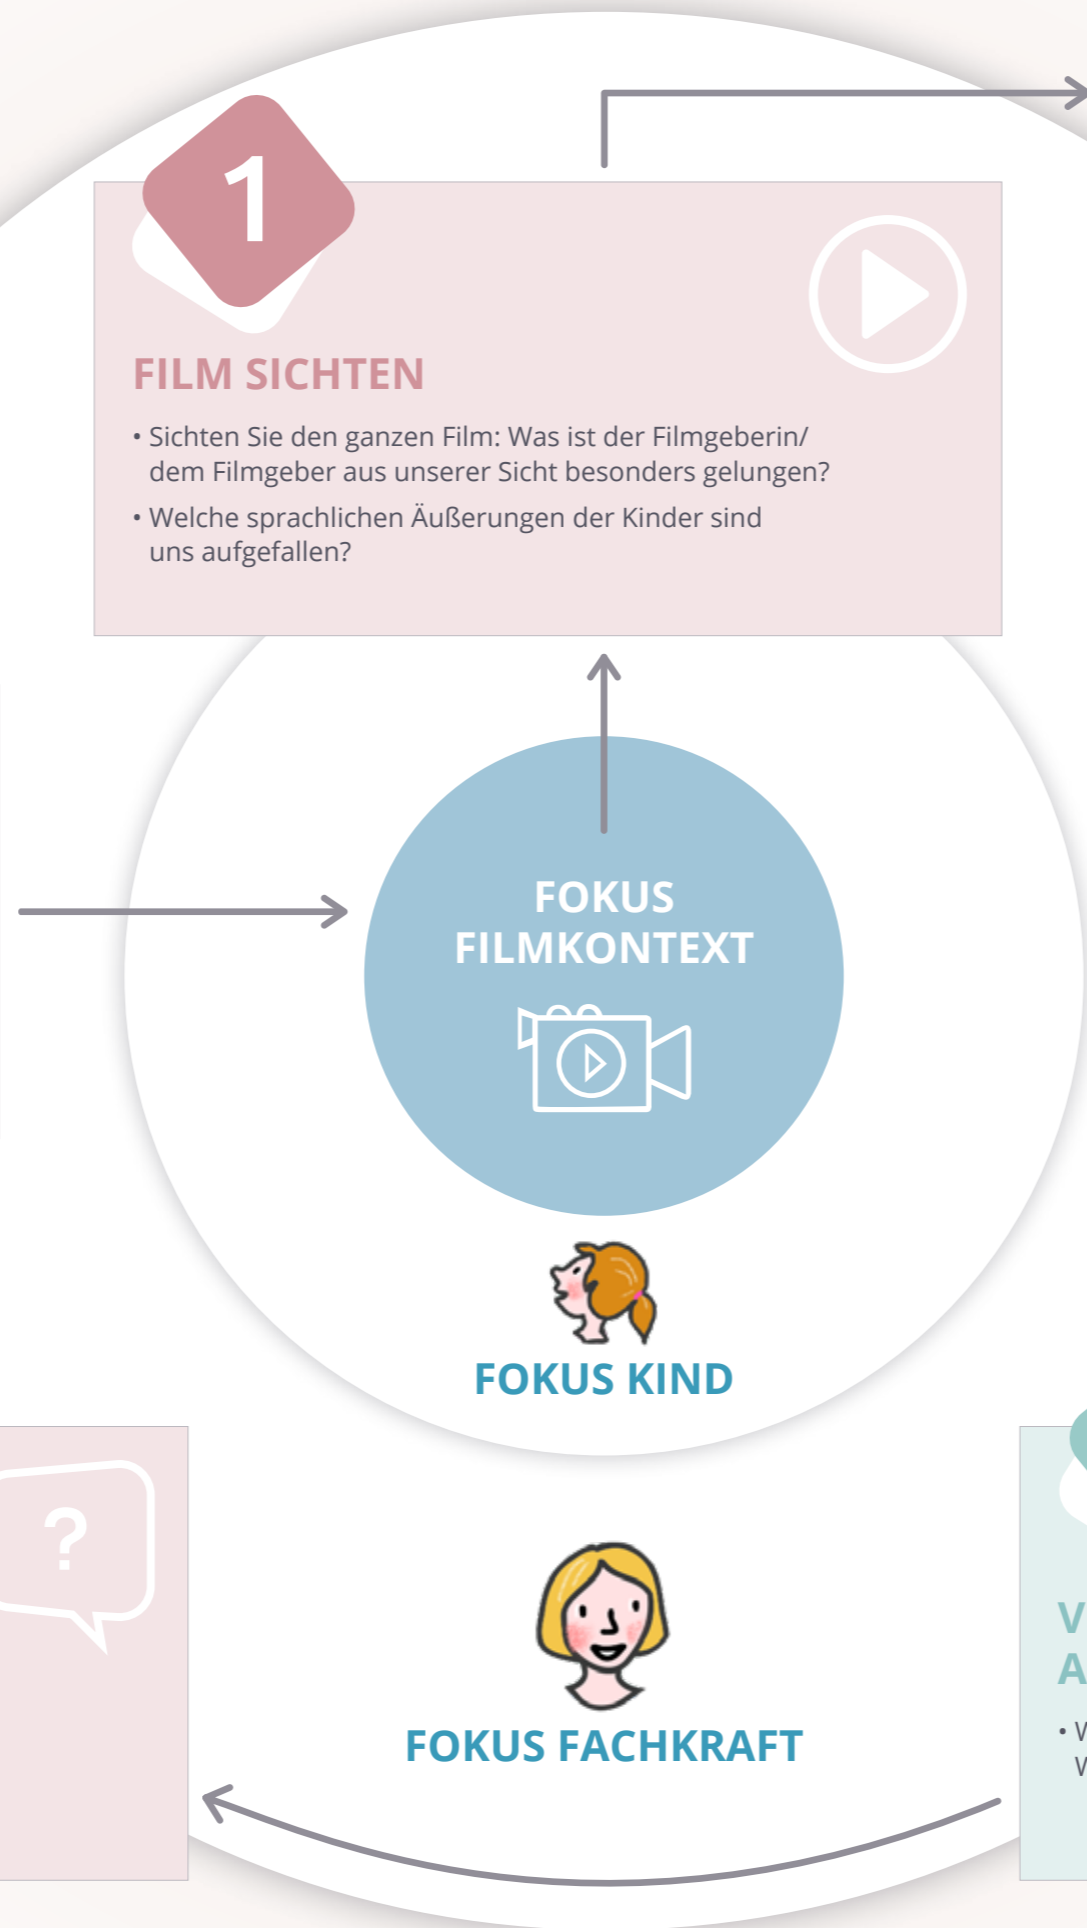 1
FILM SICHTEN
• Sichten Sie den ganzen Film: Was ist der Filmgeberin/
dem Filmgeber aus unserer Sicht besonders gelungen?
• Welche sprachlichen Äußerungen der Kinder sind
uns aufgefallen?
FOKUS
FILMKONTEXT
FOKUS KIND
?
FOKUS FACHKRAFT